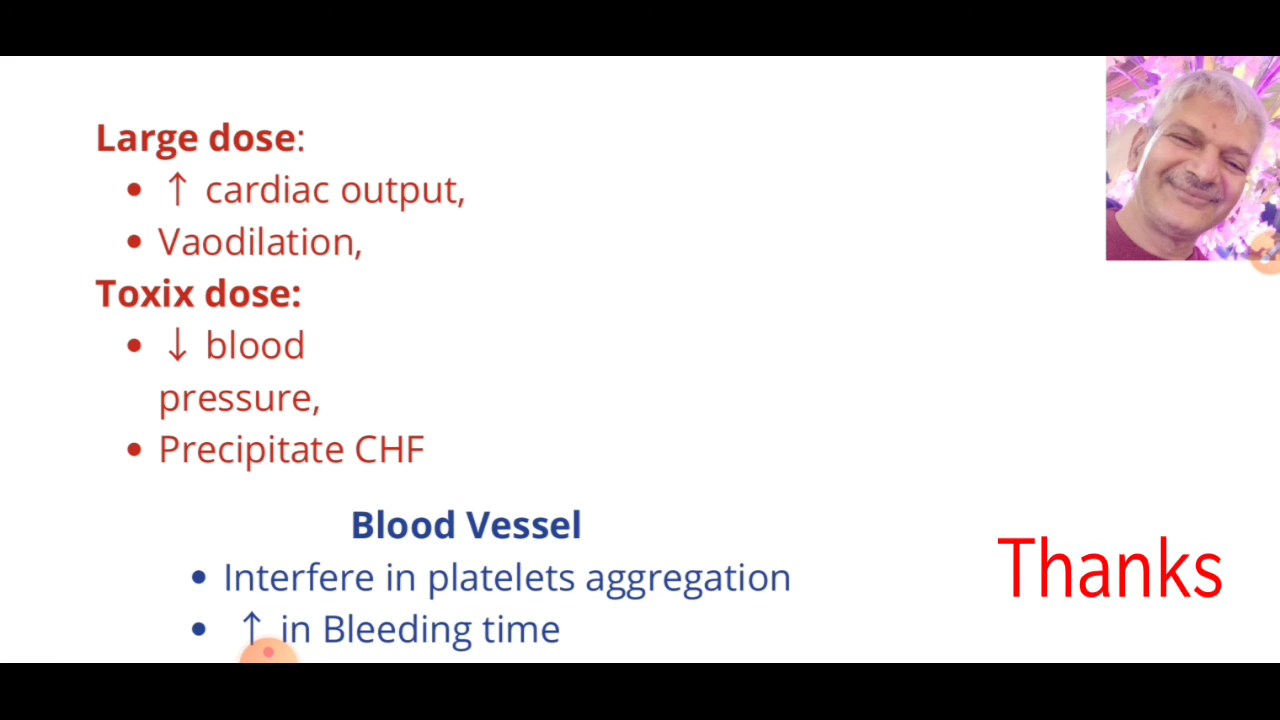 Large dose:
• ↑ cardiac output,
• Vaodilation,
Toxix dose:
• ↓ blood
pressure,
• Precipitate CHF
Blood Vessel
• Interfere in platelets aggregation
• ↑ in Bleeding time
Thanks